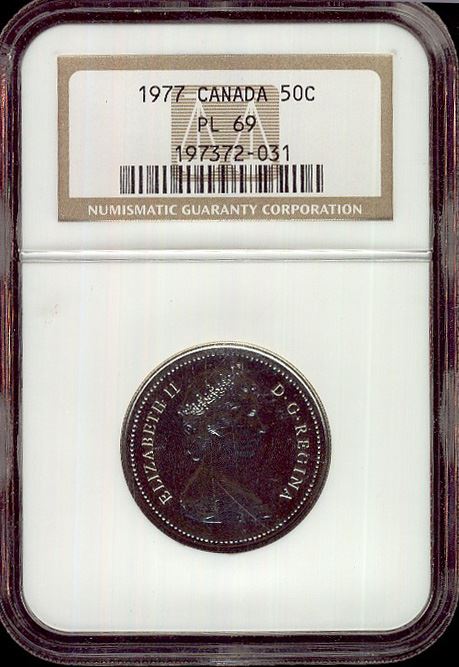 1977 CANADA 50C
PL 69
197372-031
NUMISMATIC GUARANTY CORPORATION
ELIZABETH II
D·G·REGINA